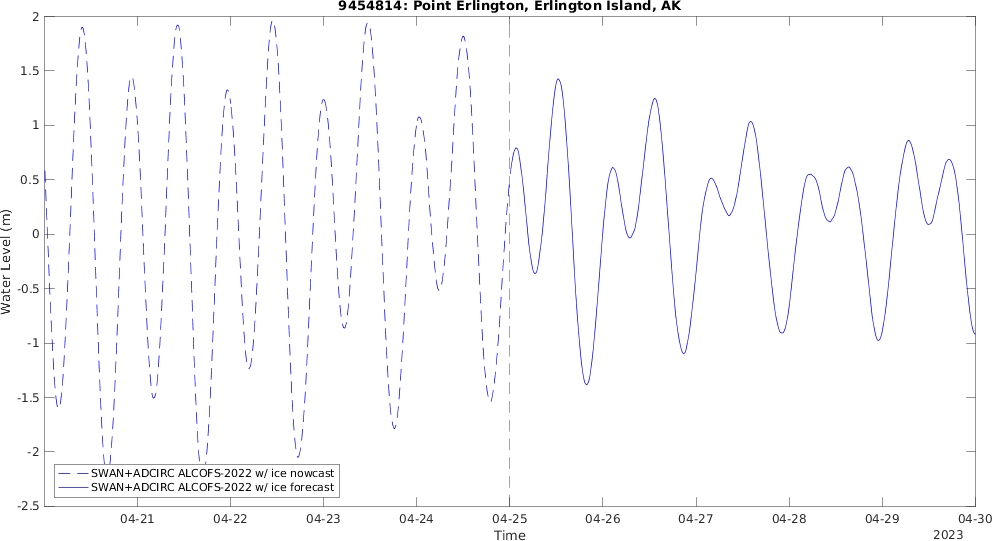 9454814: Point Erlington, Erlington Island, AK
2
1.5
1
0.5
0
-0.5
-1
-1.5
-2
-2.5
Water Level (m)
SWAN+ADCIRC ALCOFS-2022 w/ ice nowcast
SWAN+ADCIRC ALCOFS-2022 w/ ice forecast
04-21 04-22 04-23 04-24 04-25 04-26 04-27 04-28 04-29 04-30
Time
2023